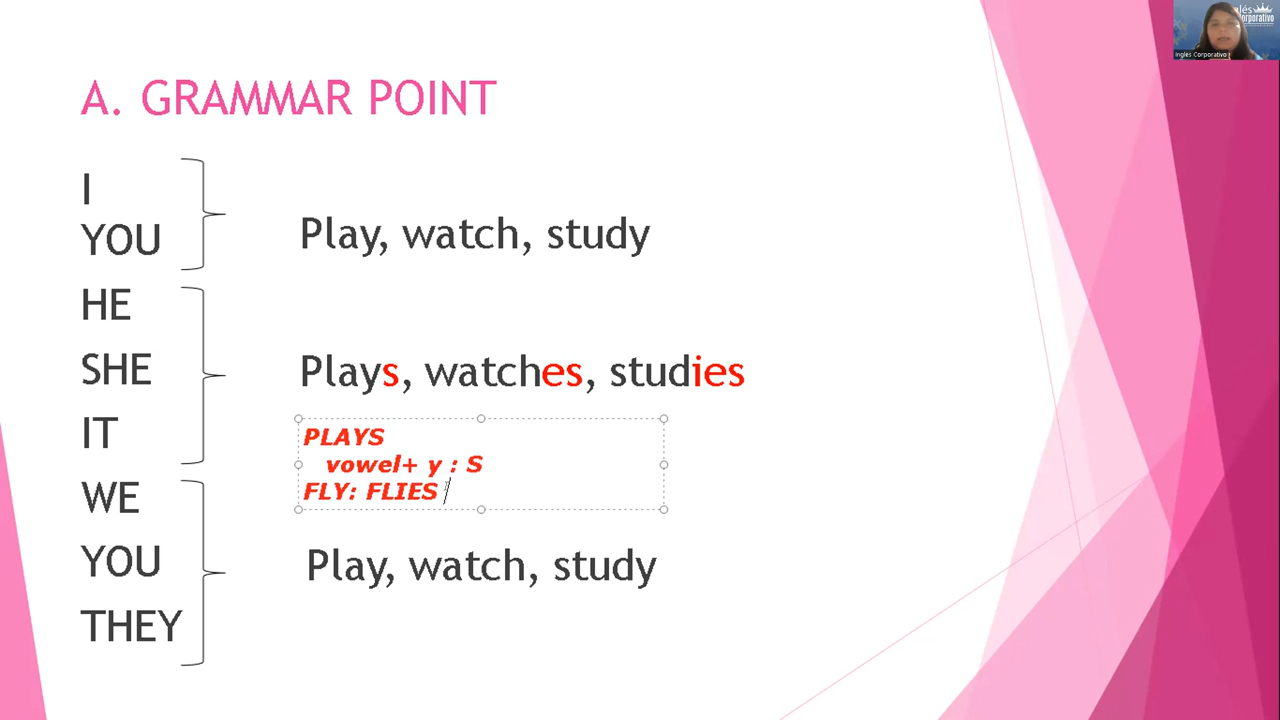 A. GRAMMAR POINT
I
YOU
Play, watch, study
HE
SHE
IT
Plays, watches, studies
PLAYS
vowel+ y : S
FLY: FLIES
WE
YOU
THEY
Play, watch, study
Inglés Corporativo